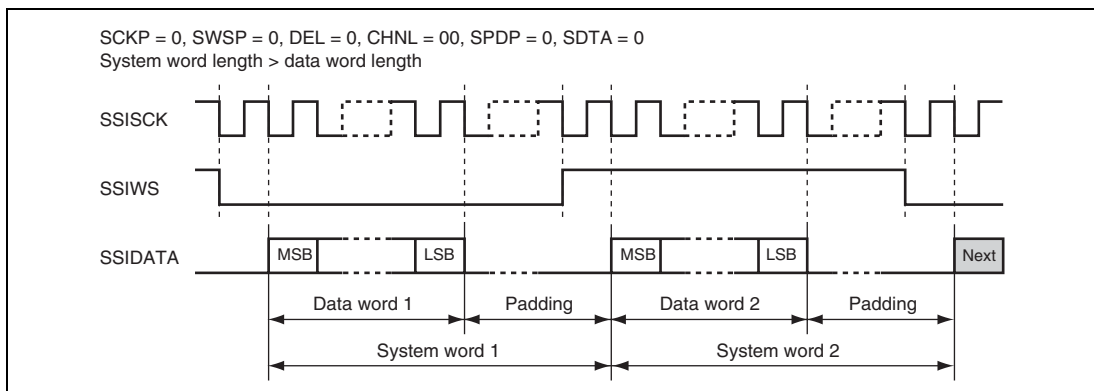 SCKP = 0, SWSP = 0, DEL = 0, CHNL = 00, SPDP = 0, SDTA = 0
System word length > data word length
SSISCK
SSIWS
SSIDATA
MSB
LSB
MSB
LSB
Next
Data word 1
Padding
Data word 2
Padding
System word 1
System word 2